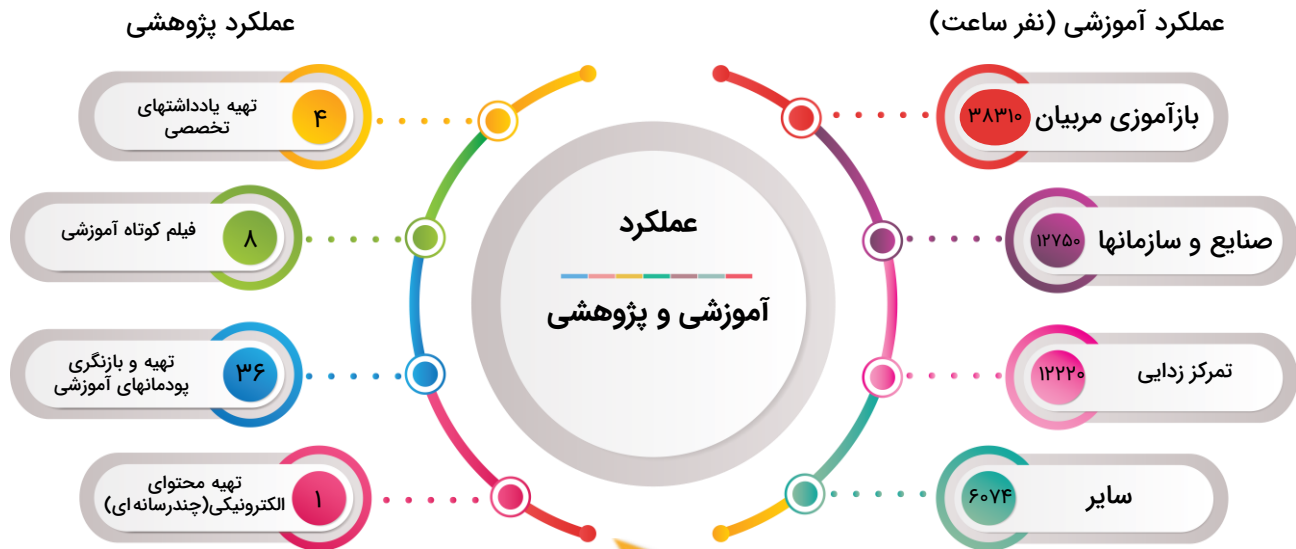 عملکرد آموزشی (نفر ساعت)
بازآموزی مربیان
۳۸۳۱۰
صنایع و سازمانها
۱۲۷۵۰
تمرکز زدایی
۱۲۲۲۰
سایر
۶۰۷۴
عملکرد
آموزشی و پژوهشی
عملکرد پژوهشی
۴
تهیه یادداشتهای
تخصصی
۸
فیلم کوتاه آموزشی
۳۶
تهیه و بازنگری
پودمانهای آموزشی
۱
تهیه محتوای
الکترونیکی(چندرسانه ای)